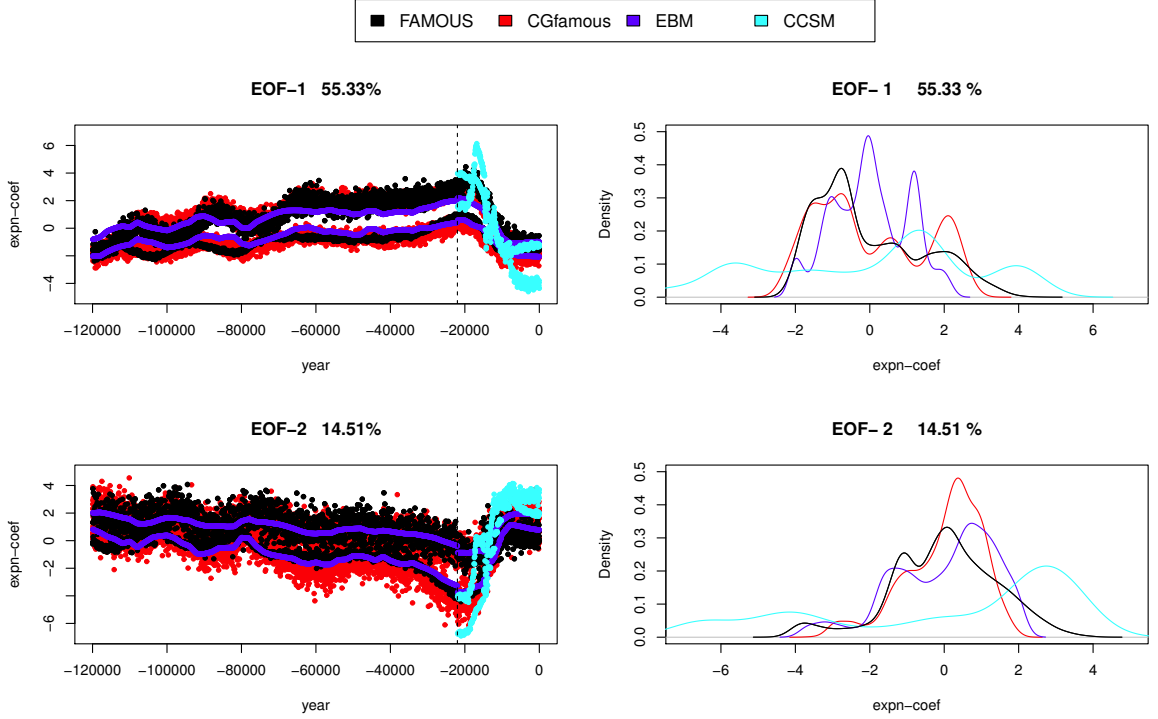 FAMOUS CGfamous EBM CCSM
EOF−1 55.33%
expn−coef
6
4
2
0
−4
−120000 −100000 −80000 −60000 −40000 −20000 0
year
EOF− 1 55.33 %
Density
0.5
0.4
0.3
0.2
0.1
0.0
−4 −2 0 2 4 6
expn−coef
EOF−2 14.51%
expn−coef
4
2
0
−2
−6
−120000 −100000 −80000 −60000 −40000 −20000 0
year
EOF− 2 14.51 %
Density
0.5
0.4
0.3
0.2
0.1
0.0
−6 −4 −2 0 2 4
expn−coef